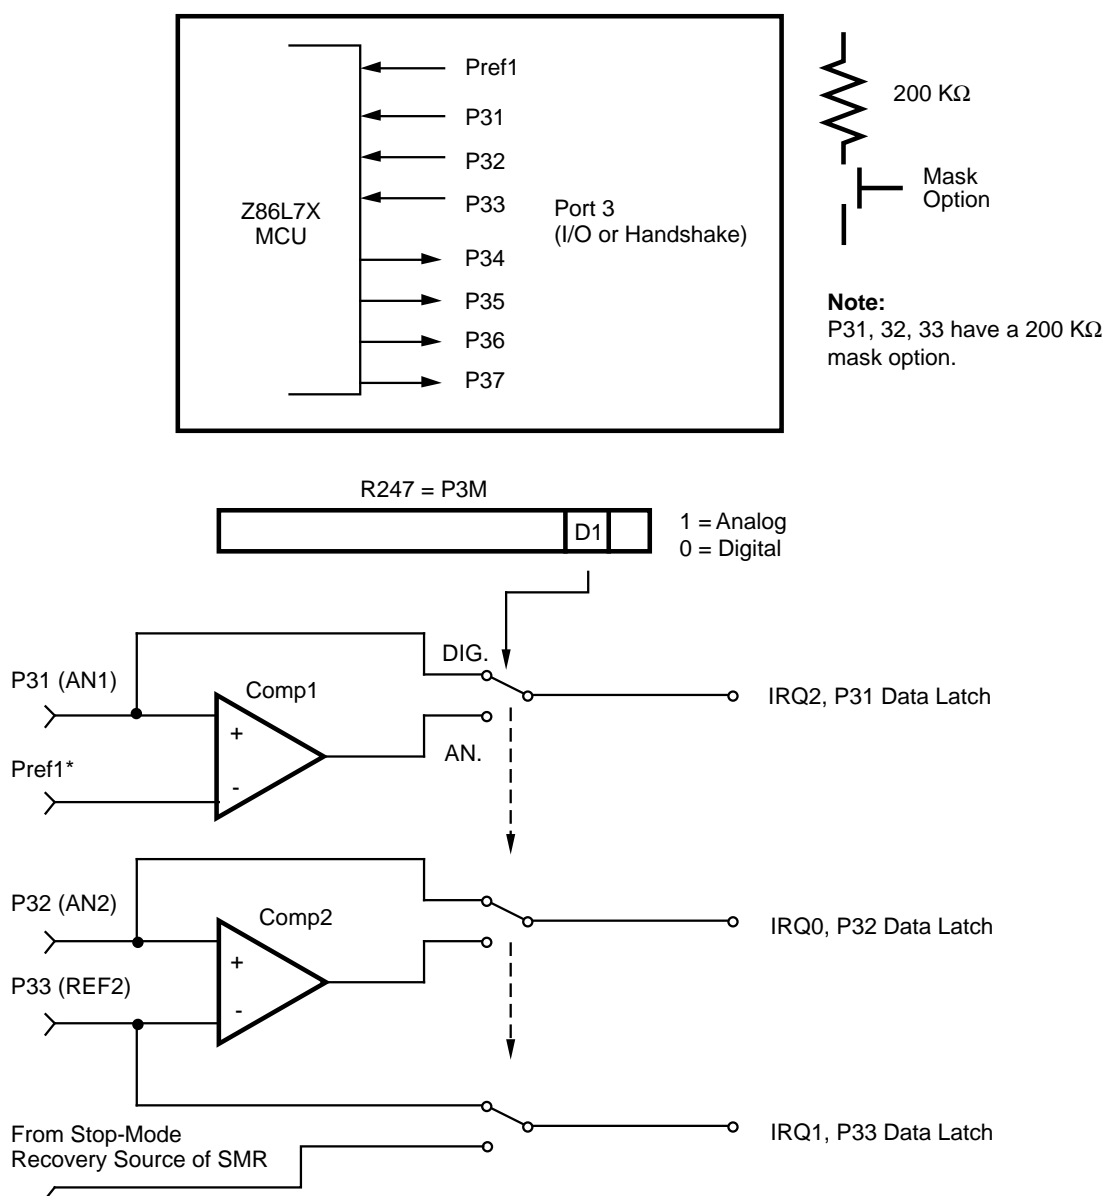 Pref1
P31
P32
P33
Z86L7X
MCU
Port 3
(I/O or Handshake)
P34
P35
P36
P37
200 KΩ
Mask
Option
Note:
P31, 32, 33 have a 200 KΩ
mask option.
R247 = P3M
D1
1 = Analog
0 = Digital
DIG.
P31 (AN1)
Comp1
+
-
IRQ2, P31 Data Latch
AN.
Pref1*
P32 (AN2)
Comp2
+
-
IRQ0, P32 Data Latch
P33 (REF2)
From Stop-Mode
Recovery Source of SMR
IRQ1, P33 Data Latch